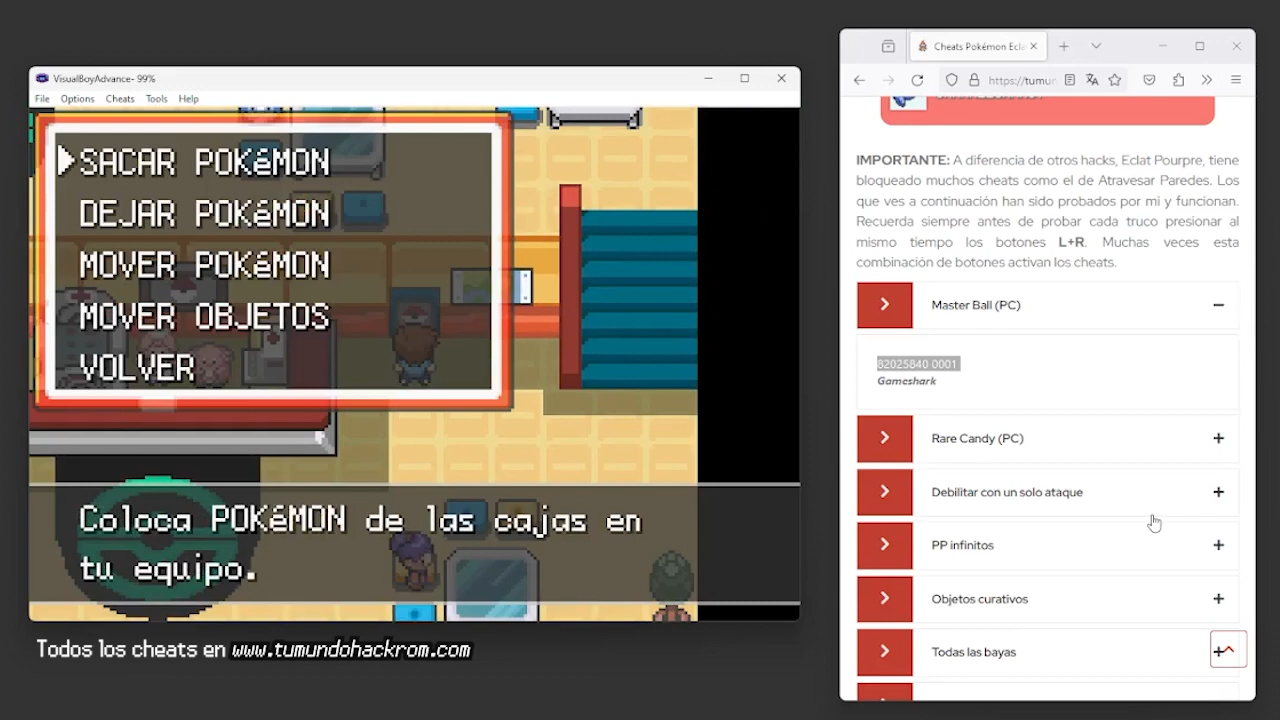 VisualBoyAdvance- 99%
File Options Cheats Tools Help
SACAR POKéMON
DEJAR POKéMON
MOVER POKéMON
MOVER OBJETOS
VOLVER
Coloca POKéMON de las cajas en
tu equipo.
Todos los cheats en www.tumundohackrom.com
Cheats Pokémon Ecla
https://tumun
IMPORTANTE: A diferencia de otros hacks, Eclat Pourpre, tiene
bloqueado muchos cheats como el de Atravesar Paredes. Los
que ves a continuación han sido probados por mi y funcionan.
Recuerda siempre antes de probar cada truco presionar al
mismo tiempo los botones L+R. Muchas veces esta
combinación de botones activan los cheats.
Master Ball (PC)
82025840 0001
Gameshark
Rare Candy (PC)
Debilitar con un solo ataque
PP infinitos
Objetos curativos
Todas las bayas